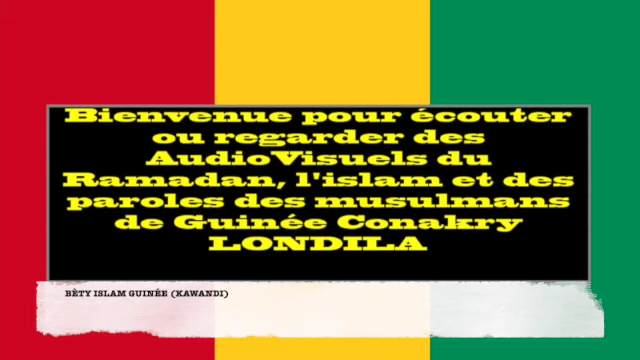 Bienvenue pour écouter
ou regarder des
AudioVisuels du
Ramadan, l'islam et des
paroles des musulmans
de Guinée Conakry
LONDILA
BÈTY ISLAM GUINÉE (KAWANDI)